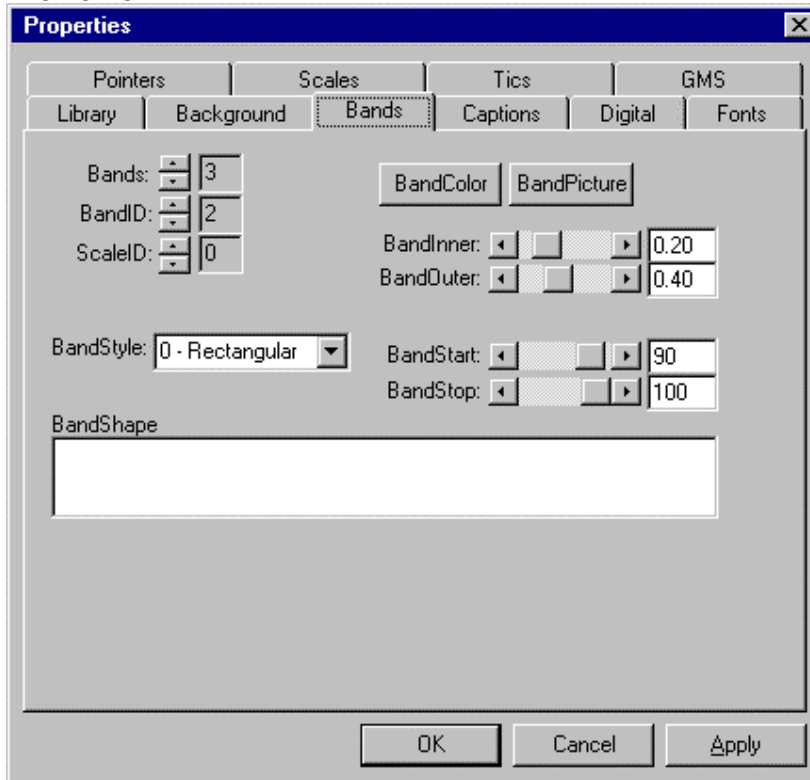 Properties
Pointers Scales Tics GMS
Library Background Bands Captions Digital Fonts
Bands: 3
BandID: 2
ScaleID: 0
BandColor BandPicture
BandInner: 0.20
BandOuter: 0.40
BandStyle: 0 - Rectangular
BandStart: 90
BandStop: 100
BandShape
OK Cancel Apply